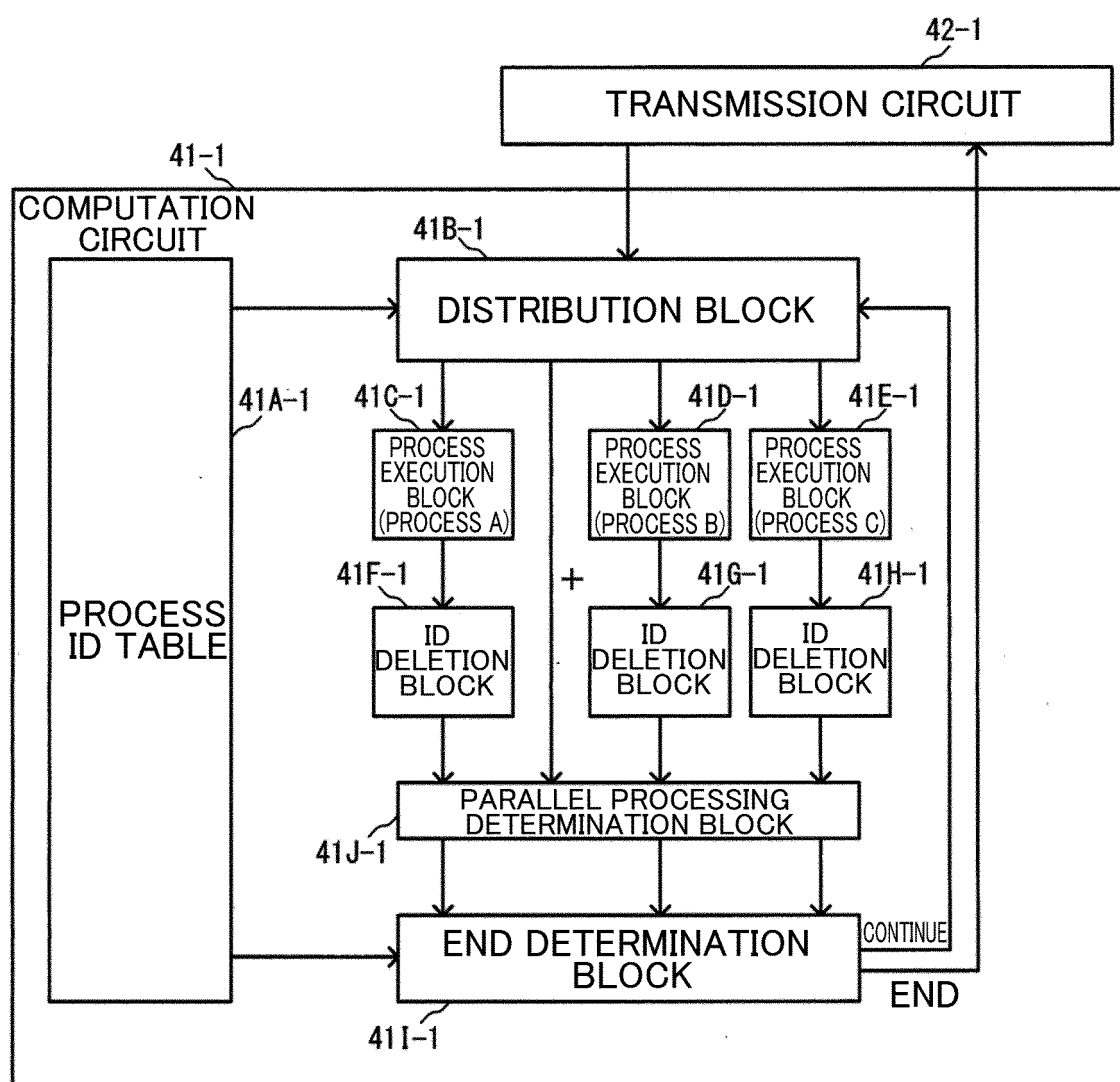 42-1
TRANSMISSION CIRCUIT
41-1
COMPUTATION
CIRCUIT
41B-1
DISTRIBUTION BLOCK
41A-1
41C-1
41D-1
41E-1
PROCESS
EXECUTION
BLOCK
(PROCESS A)
PROCESS
EXECUTION
BLOCK
(PROCESS B)
PROCESS
EXECUTION
BLOCK
(PROCESS C)
41F-1
+
41G-1
41H-1
PROCESS
ID TABLE
ID
DELETION
BLOCK
ID
DELETION
BLOCK
ID
DELETION
BLOCK
PARALLEL PROCESSING
DETERMINATION BLOCK
41J-1
END DETERMINATION
BLOCK
CONTINUE
END
41I-1